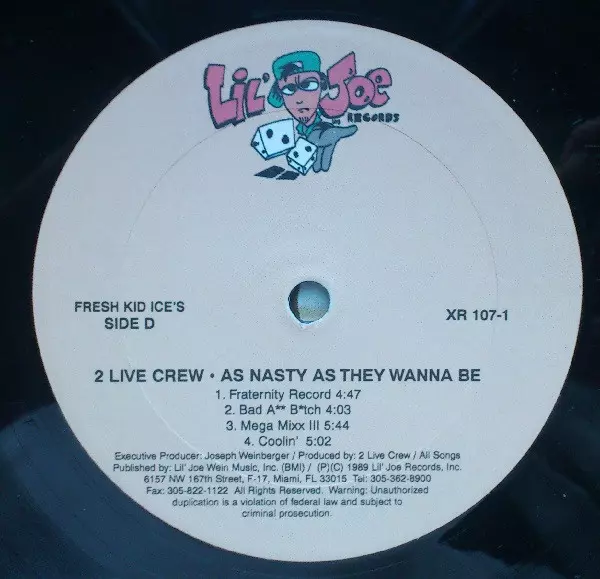 LIL' JOE
RECORDS
FRESH KID ICE'S
SIDE D
XR 107-1
2 LIVE CREW • AS NASTY AS THEY WANNA BE
1. Fraternity Record 4:47
2. Bad A** B*tch 4:03
3. Mega Mixx III 5:44
4. Coolin' 5:02
Executive Producer: Joseph Weinberger / Produced by: 2 Live Crew / All Songs
Published by: Lil' Joe Wein Music, Inc. (BMI) / (P)(C) 1989 Lil' Joe Records, Inc.
6157 NW 167th Street, F-17, Miami, FL 33015 Tel: 305-362-8900
Fax: 305-822-1122 All Rights Reserved. Warning: Unauthorized
duplication is a violation of federal law and subject to
criminal prosecution.